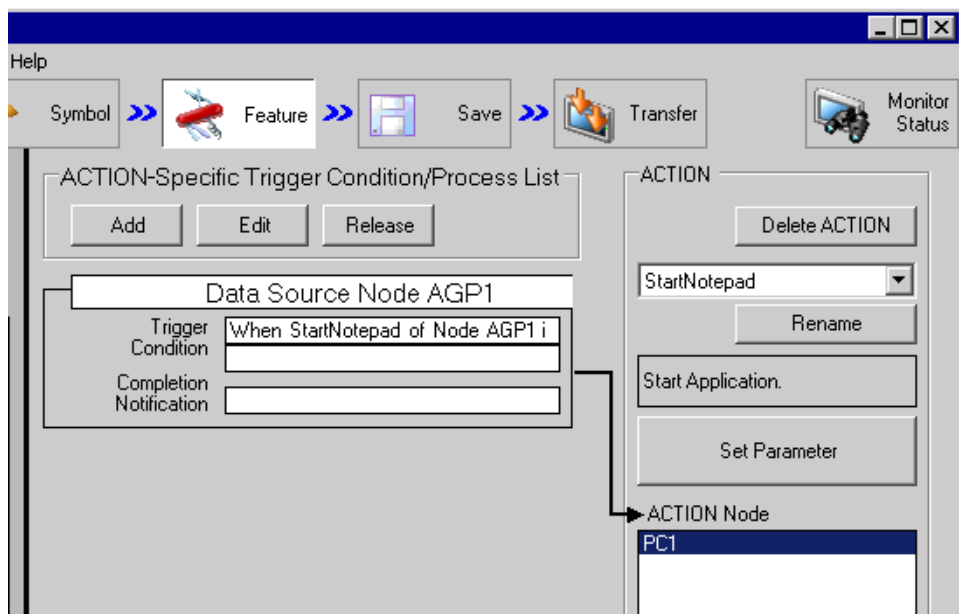 Help
Symbol
Feature
Save
Transfer
Monitor
Status
ACTION-Specific Trigger Condition/Process List
Add
Edit
Release
Data Source Node AGP1
Trigger
Condition
When StartNotepad of Node AGP1 i
Completion
Notification
ACTION
Delete ACTION
StartNotepad
Rename
Start Application.
Set Parameter
ACTION Node
PC1